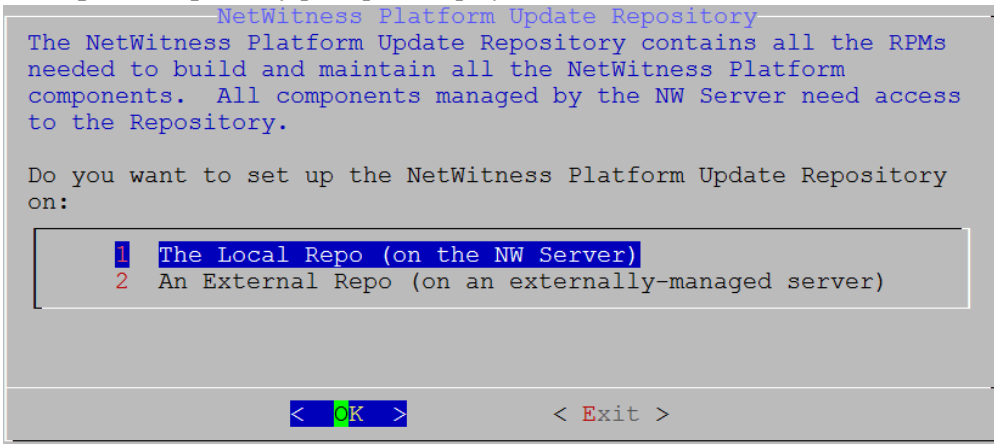 NetWitness Platform Update Repository
The NetWitness Platform Update Repository contains all the RPMs
needed to build and maintain all the NetWitness Platform
components.  All components managed by the NW Server need access
to the Repository.
Do you want to set up the NetWitness Platform Update Repository
on:
1  The Local Repo (on the NW Server)
2  An External Repo (on an externally-managed server)
<  OK  >          < Exit >